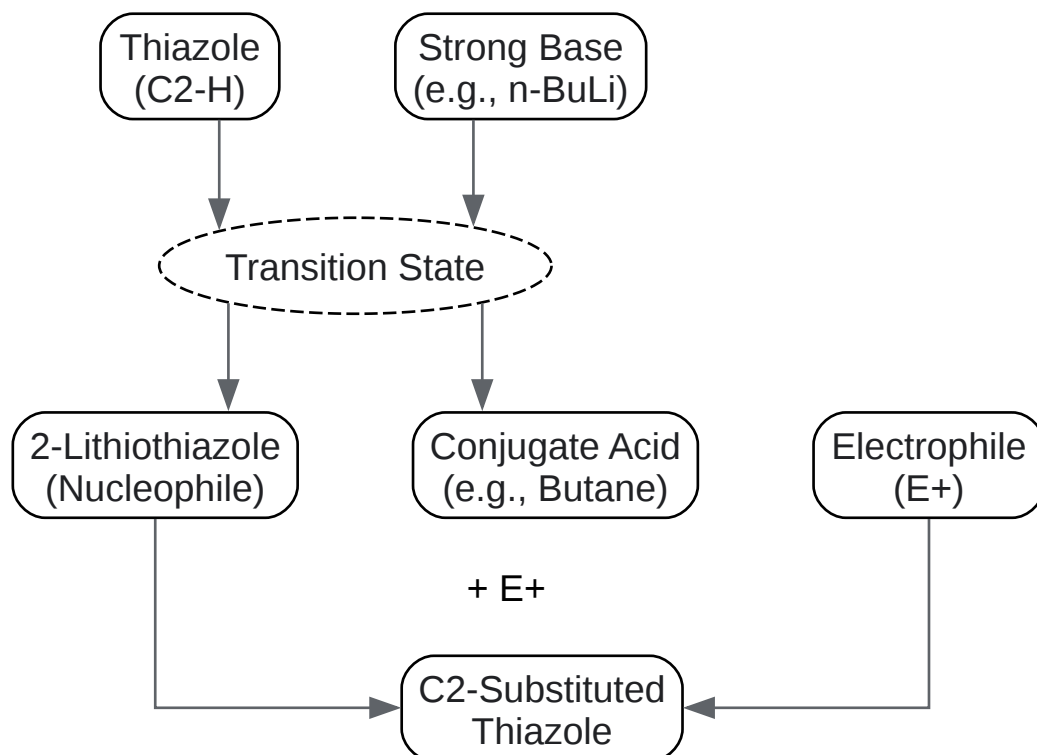 Thiazole
(C2-H)
Strong Base
(e.g., n-BuLi)
Transition State
2-Lithiothiazole
(Nucleophile)
Conjugate Acid
(e.g., Butane)
Electrophile
(E+)
+ E+
C2-Substituted
Thiazole